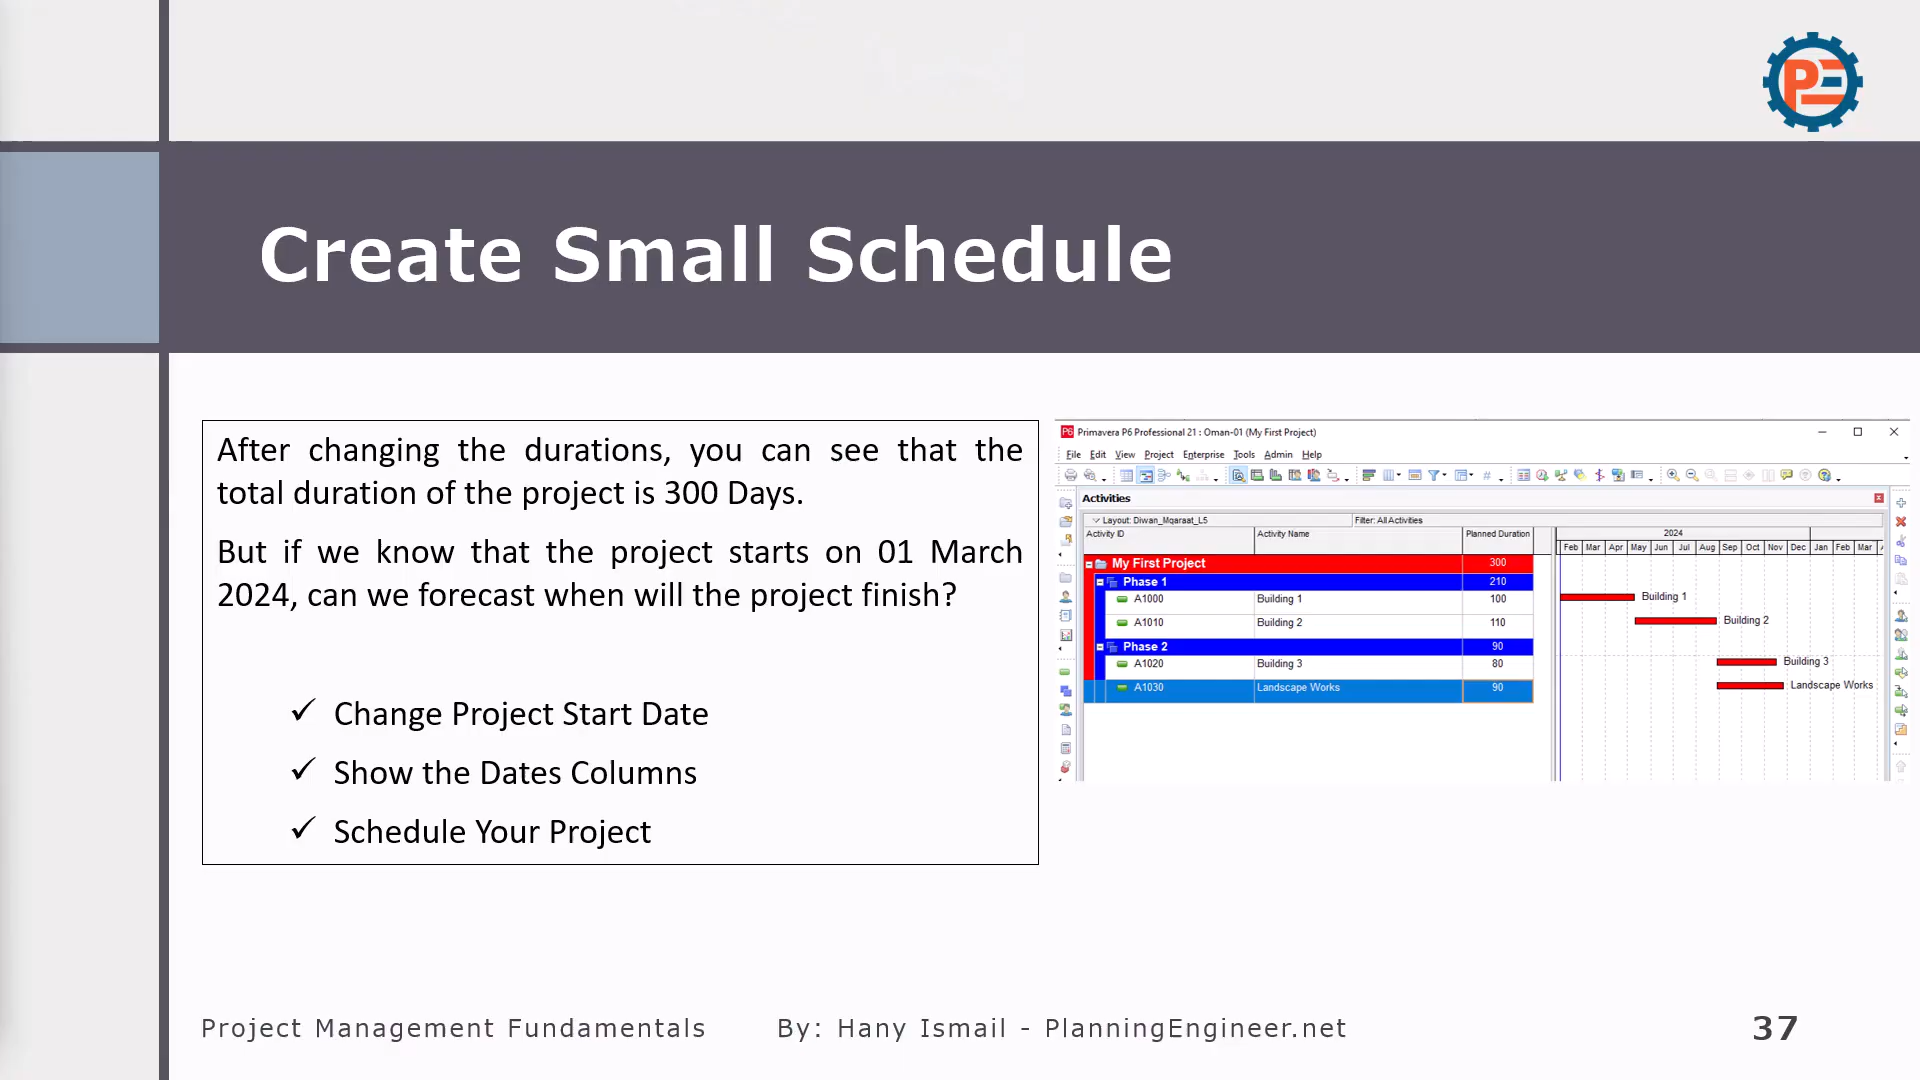 PE
Create Small Schedule
After changing the durations, you can see that the
total duration of the project is 300 Days.
But if we know that the project starts on 01 March
2024, can we forecast when will the project finish?
✓ Change Project Start Date
✓ Show the Dates Columns
✓ Schedule Your Project
P6 Primavera P6 Professional 21 : Oman-01 (My First Project)
File Edit View Project Enterprise Tools Admin Help
Activities
Layout: Diwan_Mqaraat_L5 Filter: All Activities
Activity ID Activity Name Planned Duration 2024
Feb Mar Apr May Jun Jul Aug Sep Oct Nov Dec Jan Feb Mar
My First Project 300
Phase 1 210
A1000 Building 1 100 Building 1
A1010 Building 2 110 Building 2
Phase 2 90
A1020 Building 3 80 Building 3
A1030 Landscape Works 90 Landscape Works
Project Management Fundamentals By: Hany Ismail - PlanningEngineer.net 37